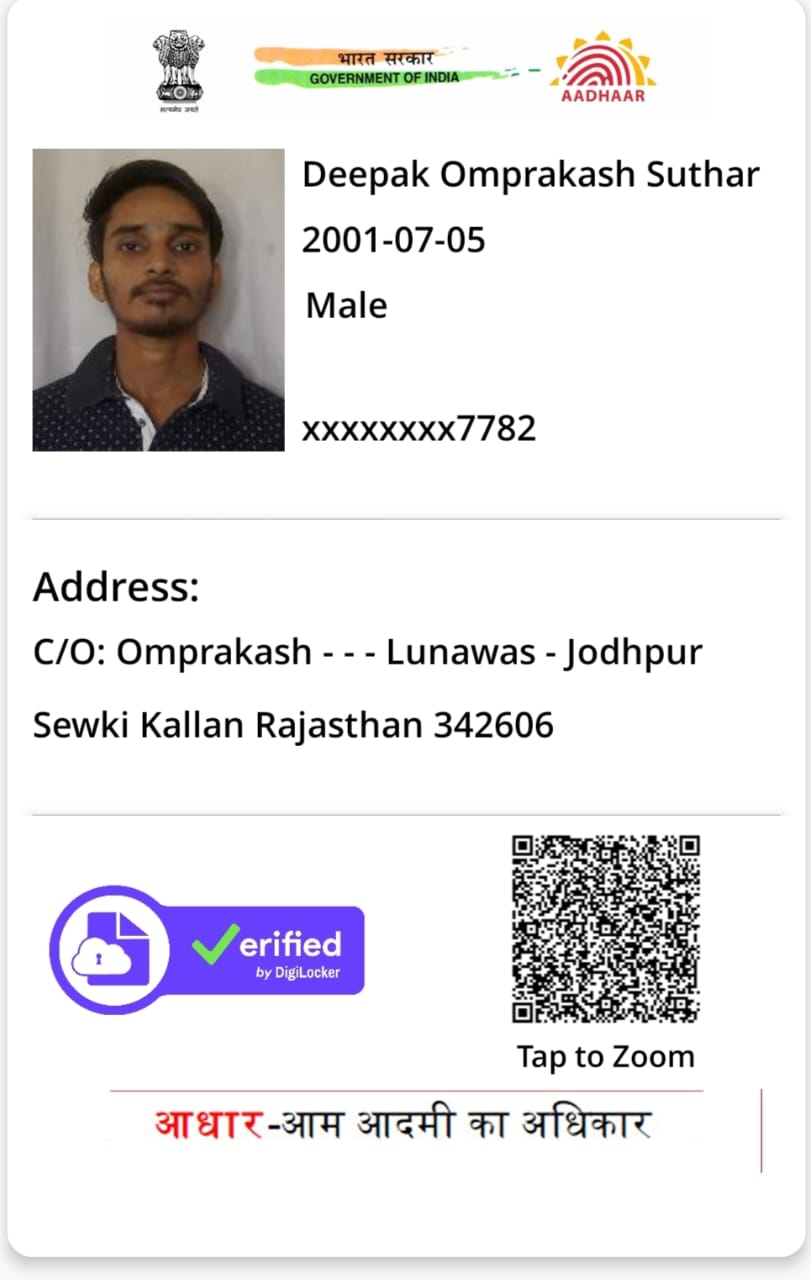 सत्यमेव जयते
भारत सरकार
GOVERNMENT OF INDIA
AADHAAR
Deepak Omprakash Suthar
2001-07-05
Male
xxxxxxxx7782
Address:
C/O: Omprakash - - - Lunawas - Jodhpur
Sewki Kallan Rajasthan 342606
Verified
by DigiLocker
Tap to Zoom
आधार-आम आदमी का अधिकार